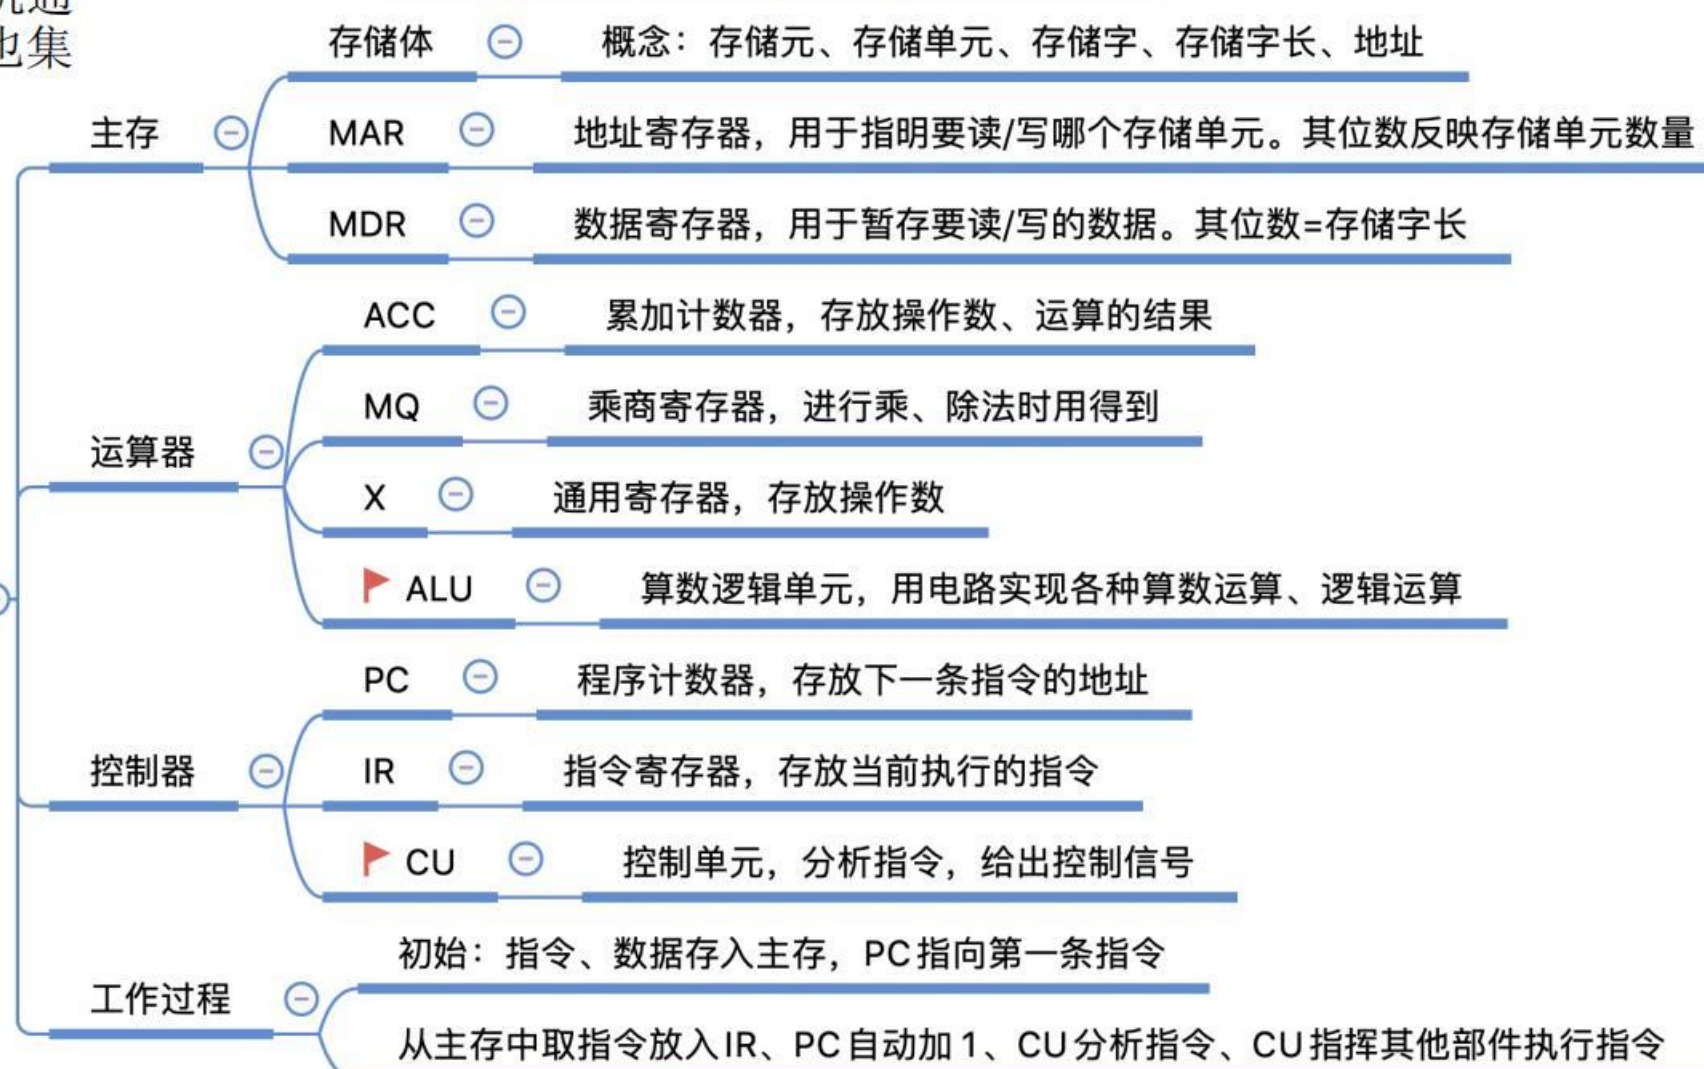 也集
存储体
概念：存储元、存储单元、存储字、存储字长、地址
主存
MAR
地址寄存器，用于指明要读/写哪个存储单元。其位数反映存储单元数量
MDR
数据寄存器，用于暂存要读/写的数据。其位数=存储字长
ACC
累加计数器，存放操作数、运算的结果
MQ
乘商寄存器，进行乘、除法时用得到
运算器
X
通用寄存器，存放操作数
ALU
算数逻辑单元，用电路实现各种算数运算、逻辑运算
PC
程序计数器，存放下一条指令的地址
控制器
IR
指令寄存器，存放当前执行的指令
CU
控制单元，分析指令，给出控制信号
初始：指令、数据存入主存，PC指向第一条指令
工作过程
从主存中取指令放入IR、PC自动加1、CU分析指令、CU指挥其他部件执行指令